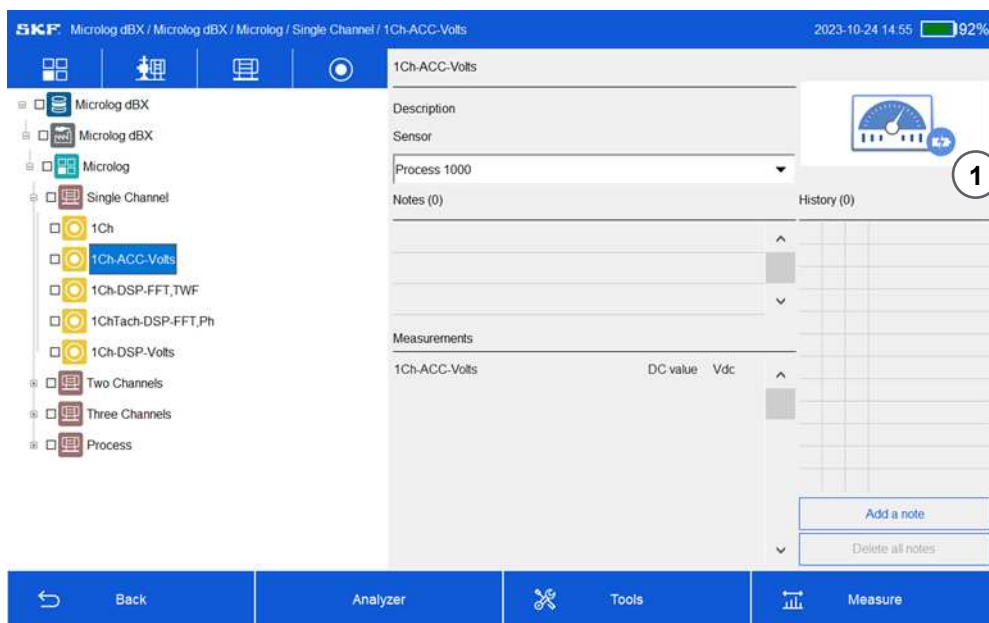 SKF Microlog dBX / Microlog dBX / Microlog / Single Channel / 1Ch-ACC-Volts 2023-10-24 14:55 92%
1Ch-ACC-Volts
Microlog dBX
Microlog dBX
Microlog
Single Channel
1Ch
1Ch-ACC-Volts
1Ch-DSP-FFT,TWF
1ChTach-DSP-FFT,Ph
1Ch-DSP-Volts
Two Channels
Three Channels
Process
Description
Sensor
Process 1000
Notes (0)
Measurements
1Ch-ACC-Volts DC value Vdc
1
History (0)
Add a note
Delete all notes
Back Analyzer Tools Measure